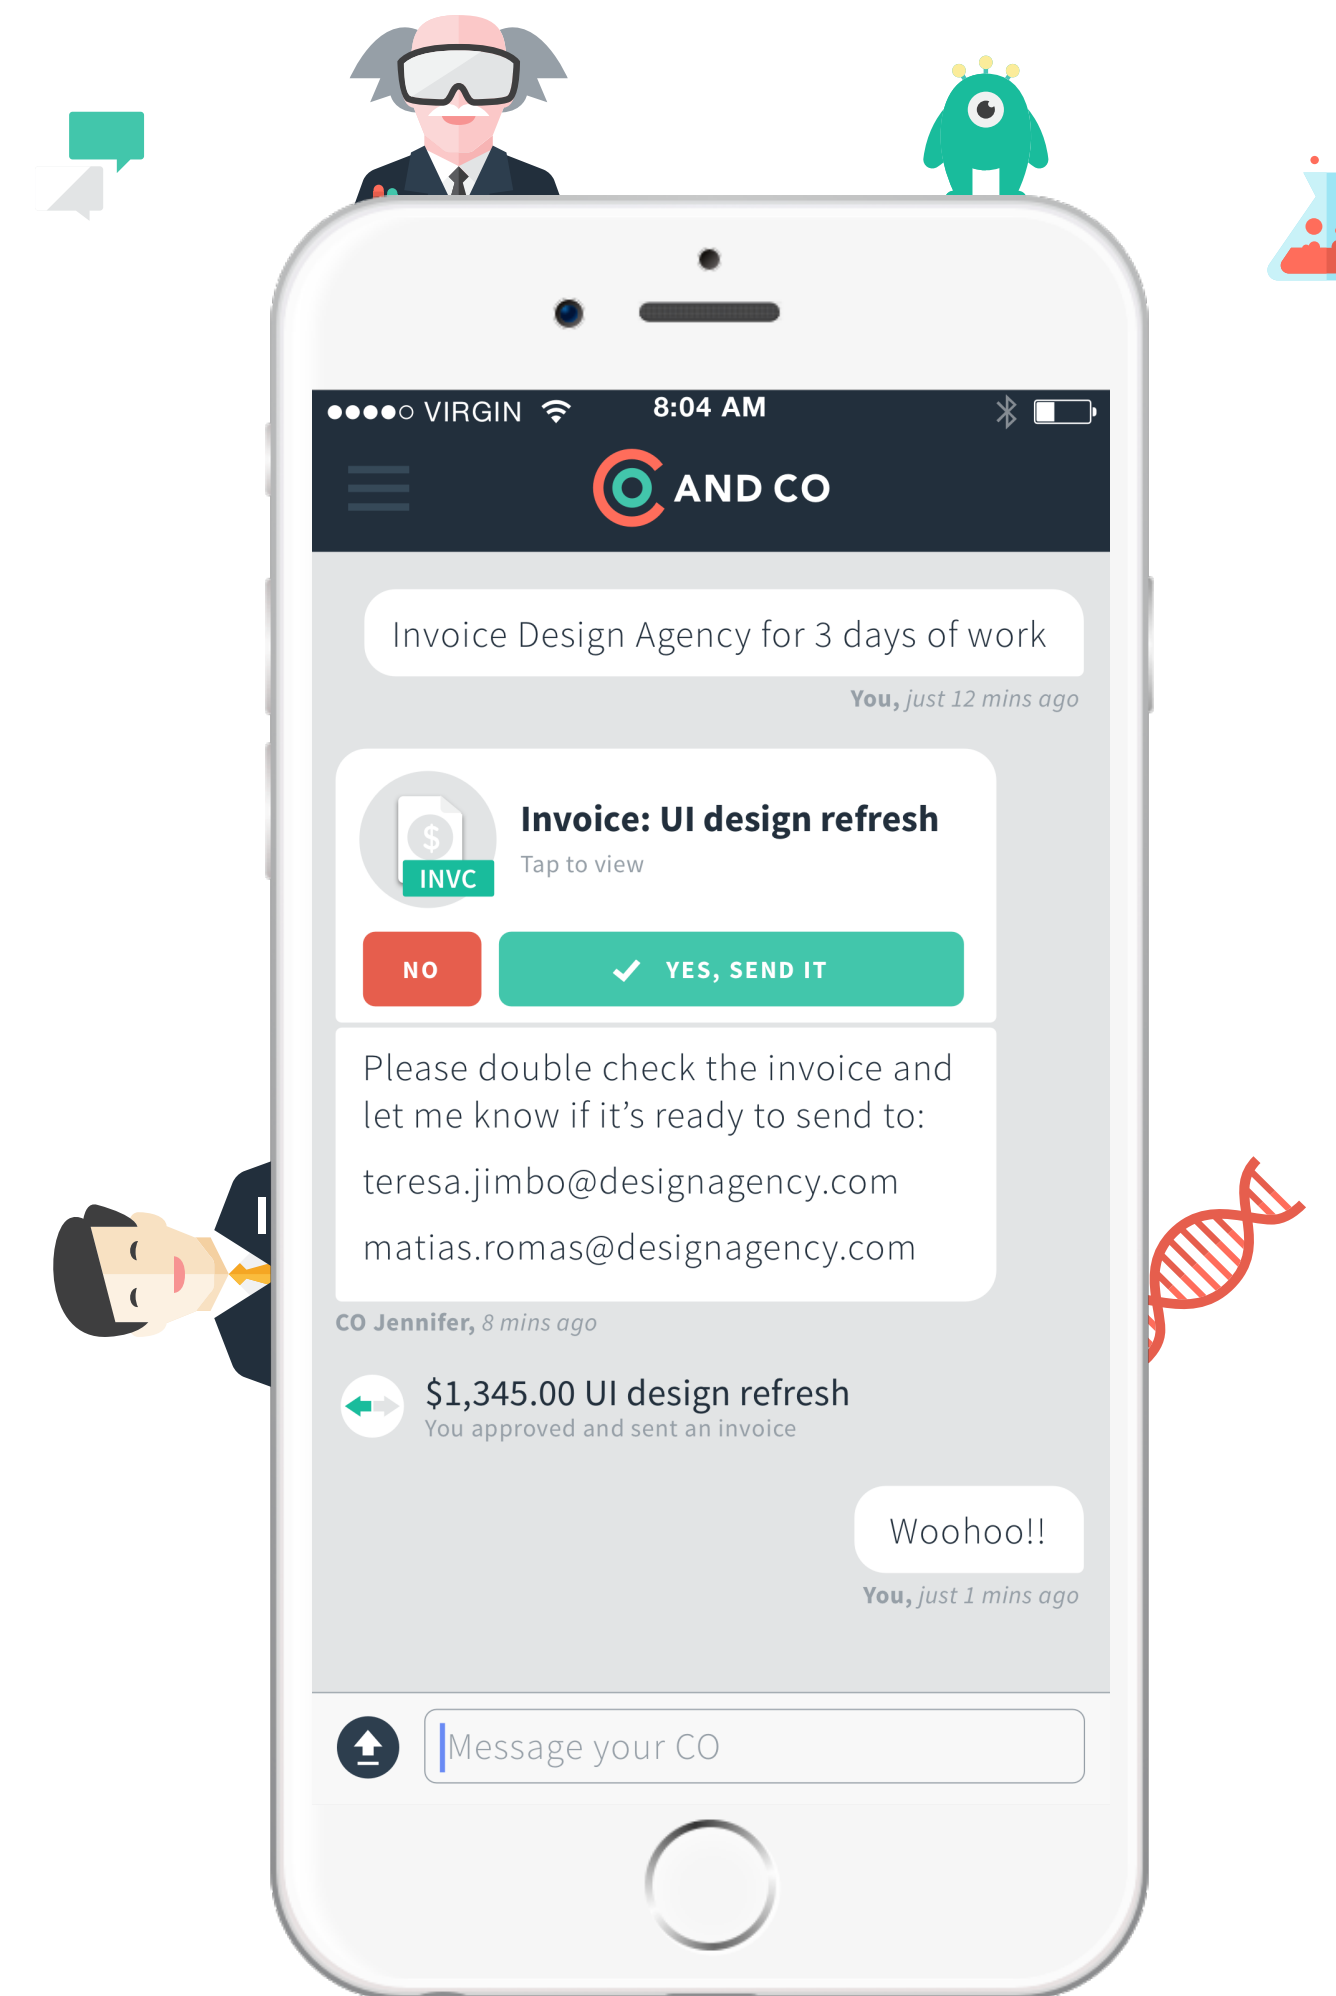 VIRGIN 8:04 AM
AND CO
Invoice Design Agency for 3 days of work
You, just 12 mins ago
$
INVC
Invoice: UI design refresh
Tap to view
NO
YES, SEND IT
Please double check the invoice and
let me know if it’s ready to send to:
teresa.jimbo@designagency.com
matias.romas@designagency.com
CO Jennifer, 8 mins ago
$1,345.00 UI design refresh
You approved and sent an invoice
Woohoo!!
You, just 1 mins ago
Message your CO